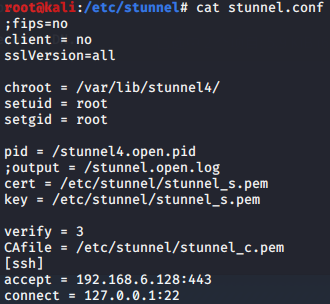 root@kali:/etc/stunnel# cat stunnel.conf
;fips=no
client = no
sslVersion=all
chroot = /var/lib/stunnel4/
setuid = root
setgid = root
pid = /stunnel4.open.pid
;output = /stunnel.open.log
cert = /etc/stunnel/stunnel_s.pem
key = /etc/stunnel/stunnel_s.pem
verify = 3
CAfile = /etc/stunnel/stunnel_c.pem
[ssh]
accept = 192.168.6.128:443
connect = 127.0.0.1:22